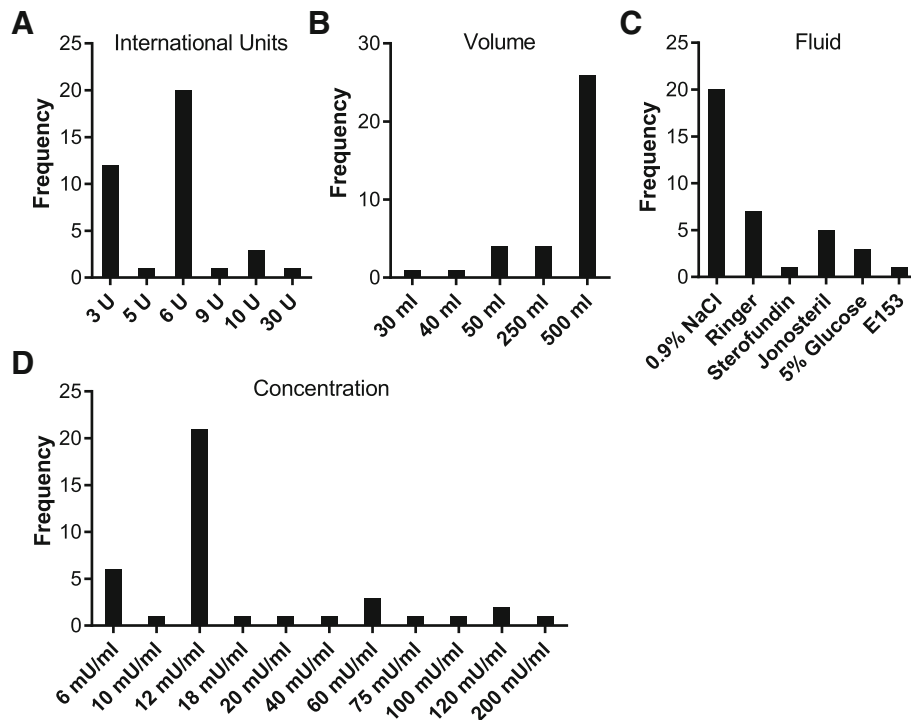 A
International Units
Frequency
25
20
15
10
5
0
3 U
5 U
6 U
9 U
10 U
30 U
B
Volume
Frequency
30
20
10
0
30 ml
40 ml
50 ml
250 ml
500 ml
C
Fluid
Frequency
25
20
15
10
5
0
0.9% NaCl
Ringer
Sterofundin
Jonosteril
5% Glucose
E153
D
Concentration
Frequency
25
20
15
10
5
0
6 mU/ml
10 mU/ml
12 mU/ml
18 mU/ml
20 mU/ml
40 mU/ml
60 mU/ml
75 mU/ml
100 mU/ml
120 mU/ml
200 mU/ml